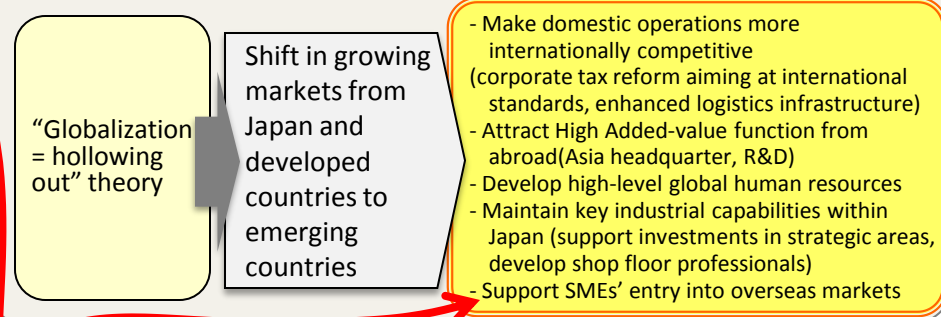 “Globalization
= hollowing
out” theory
Shift in growing
markets from
Japan and
developed
countries to
emerging
countries
- Make domestic operations more
internationally competitive
(corporate tax reform aiming at international
standards, enhanced logistics infrastructure)
- Attract High Added-value function from
abroad(Asia headquarter, R&D)
- Develop high-level global human resources
- Maintain key industrial capabilities within
Japan (support investments in strategic areas,
develop shop floor professionals)
- Support SMEs’ entry into overseas markets